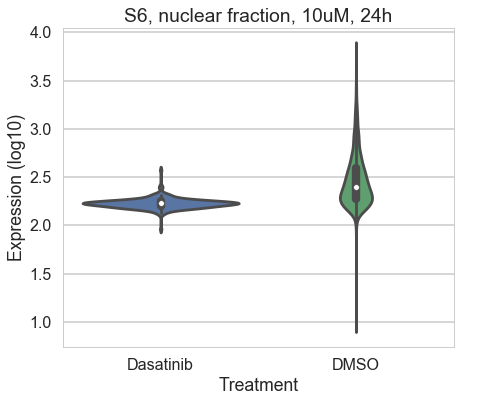 S6, nuclear fraction, 10uM, 24h
4.0
3.5
3.0
2.5
2.0
1.5
1.0
Expression (log10)
Dasatinib
DMSO
Treatment